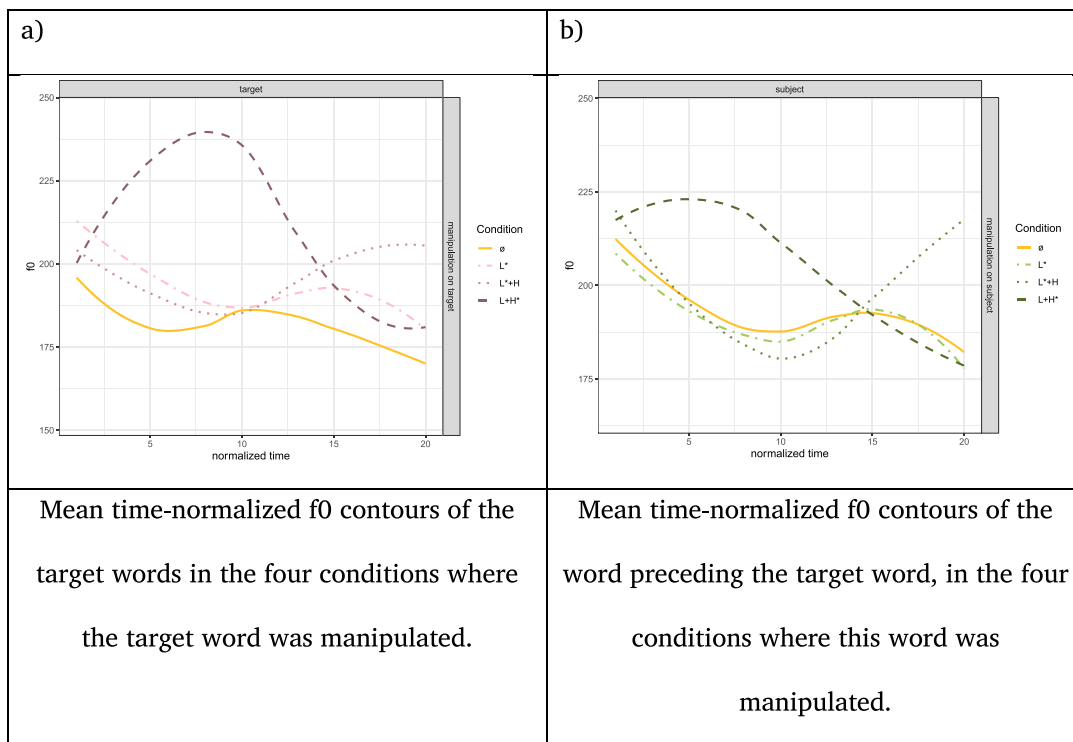 a)
b)
target
250
225
200
175
150
f0
5
10
15
20
normalized time
manipulation on target
Condition
ø
L*
L*+H
L+H*
subject
250
225
200
175
f0
5
10
15
20
normalized time
manipulation on subject
Condition
ø
L*
L*+H
L+H*
Mean time-normalized f0 contours of the
target words in the four conditions where
the target word was manipulated.
Mean time-normalized f0 contours of the
word preceding the target word, in the four
conditions where this word was
manipulated.